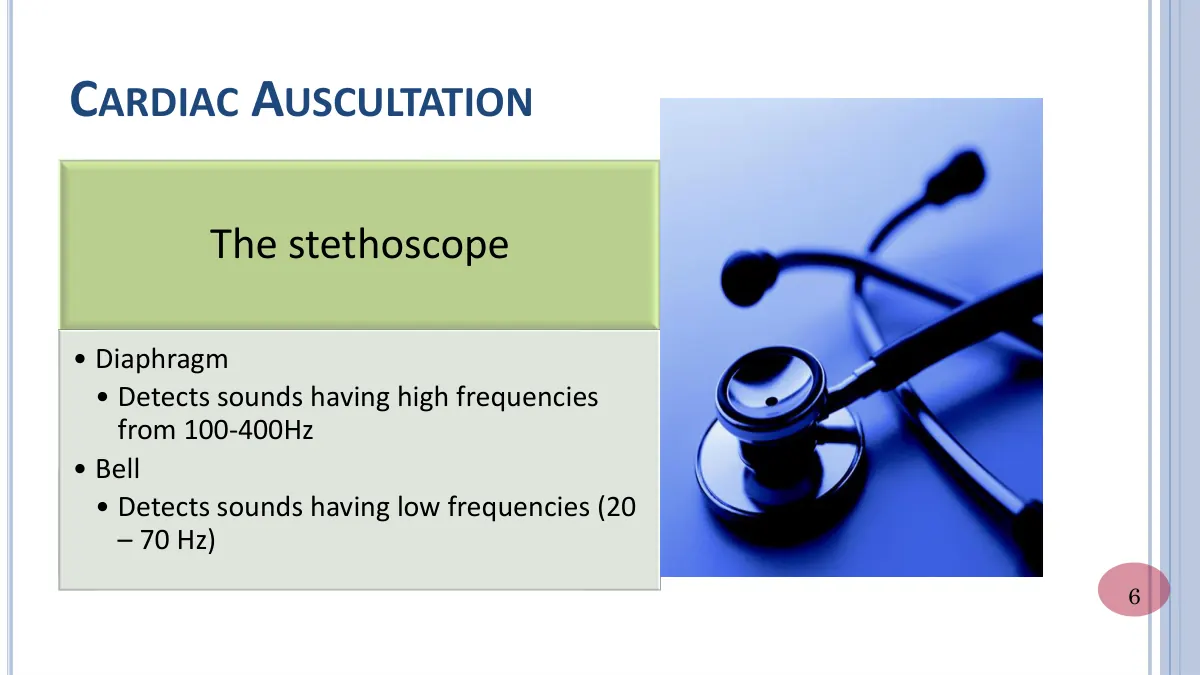 CARDIAC AUSCULTATION
The stethoscope
• Diaphragm
• Detects sounds having high frequencies
from 100-400Hz
• Bell
• Detects sounds having low frequencies (20
– 70 Hz)
6